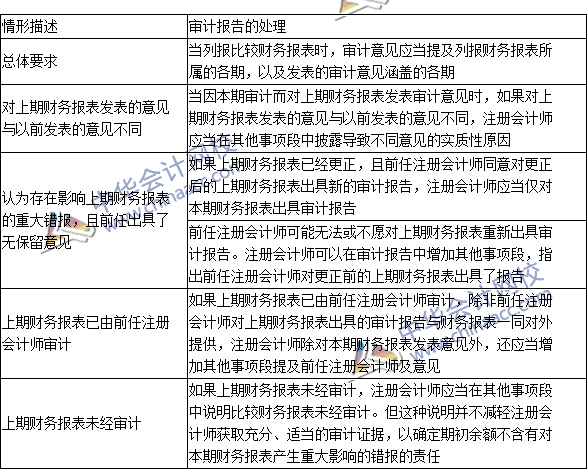 情形描述
审计报告的处理
总体要求
当列报比较财务报表时，审计意见应当提及列报财务报表所
属的各期，以及发表的审计意见涵盖的各期
对上期财务报表发表的意见
与以前发表的意见不同
当因本期审计而对上期财务报表发表审计意见时，如果对上
期财务报表发表的意见与以前发表的意见不同，注册会计师
应当在其他事项段中披露导致不同意见的实质性原因
认为存在影响上期财务报表
的重大错报，且前任出具了
无保留意见
如果上期财务报表已经更正，且前任注册会计师同意对更正
后的上期财务报表出具新的审计报告，注册会计师应当仅对
本期财务报表出具审计报告
前任注册会计师可能无法或不愿对上期财务报表重新出具审
计报告。注册会计师可以在审计报告中增加其他事项段，指
出前任注册会计师对更正前的上期财务报表出具了报告
上期财务报表已由前任注册
会计师审计
如果上期财务报表已由前任注册会计师审计，除非前任注册
会计师对上期财务报表出具的审计报告与财务报表一同对外
提供，注册会计师除对本期财务报表发表意见外，还应当增
加其他事项段提及前任注册会计师及意见
上期财务报表未经审计
如果上期财务报表未经审计，注册会计师应当在其他事项段
中说明比较财务报表未经审计。但这种说明并不减轻注册会
计师获取充分、适当的审计证据，以确定期初余额不含有对
本期财务报表产生重大影响的错报的责任
中华会计网校
www.chinaacc.com
中华会计网校
www.chinaacc.com